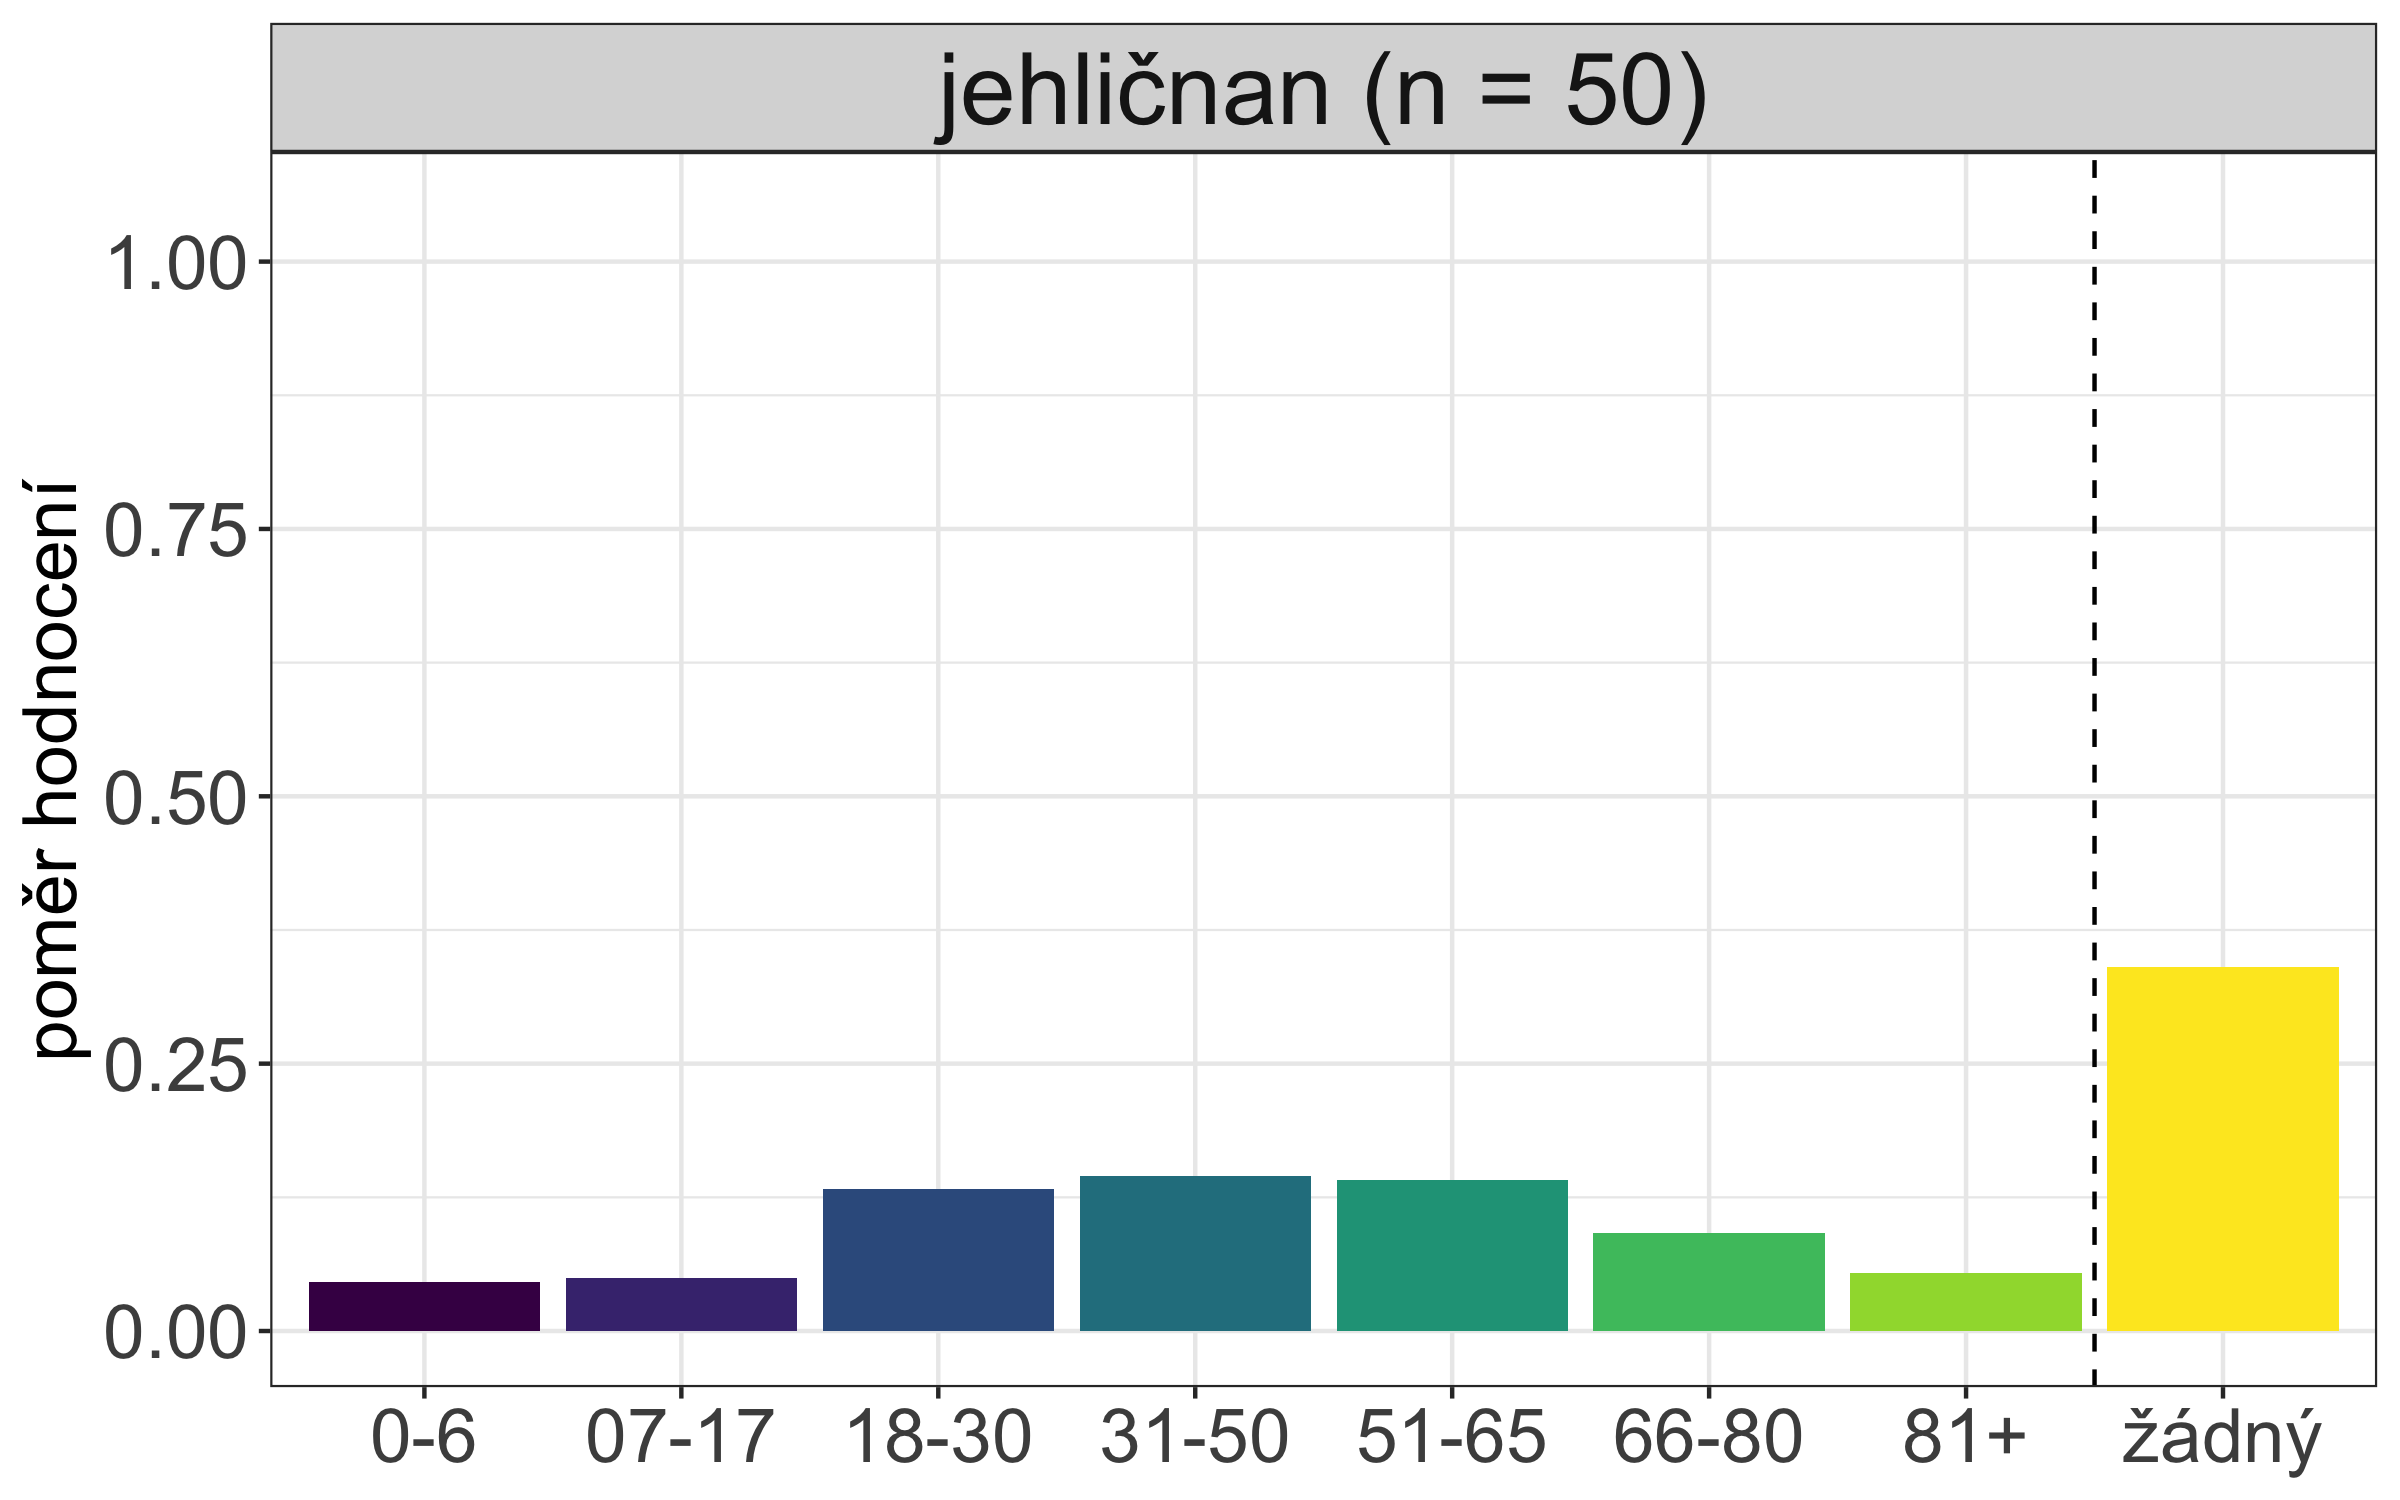 jehličnan (n = 50)
poměr hodnocení
1.00
0.75
0.50
0.25
0.00
0-6 07-17 18-30 31-50 51-65 66-80 81+ žádný